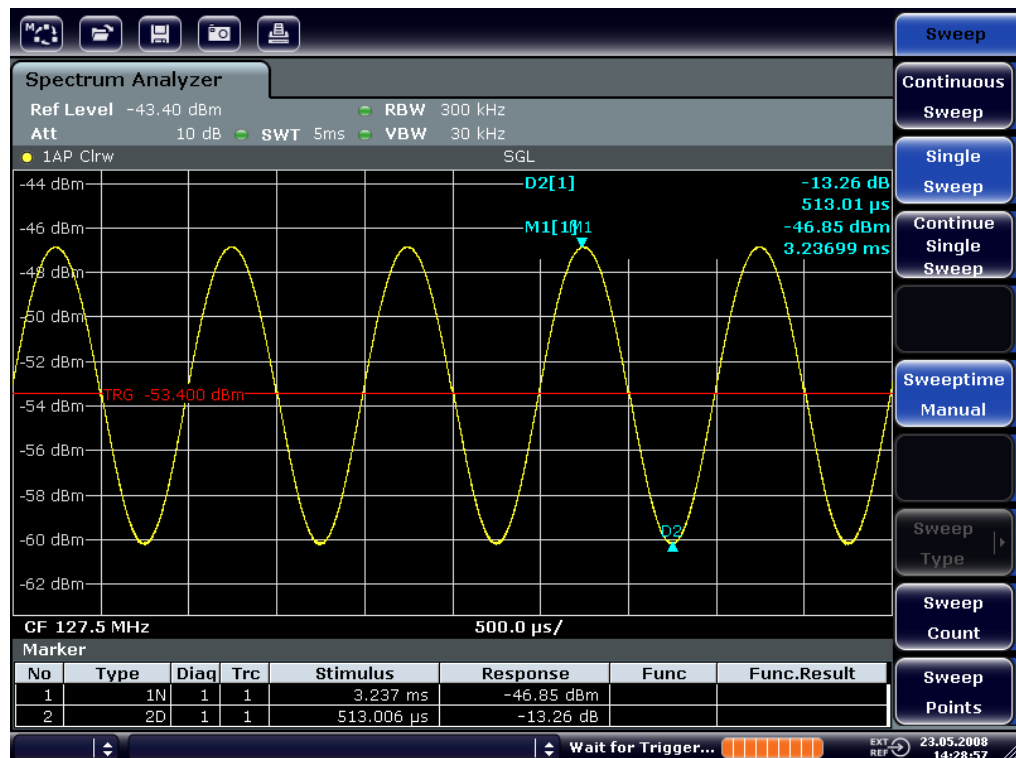 Sweep
Spectrum Analyzer
Ref Level -43.40 dBm RBW 300 kHz
Att 10 dB SWT 5ms VBW 30 kHz
1AP Clrw SGL
-44 dBm
D2[1] -13.26 dB
513.01 µs
-46 dBm
M1[1] M1 -46.85 dBm
3.23699 ms
-48 dBm
-50 dBm
-52 dBm
TRG -53.400 dBm
-54 dBm
-56 dBm
-58 dBm
D2
-60 dBm
-62 dBm
CF 127.5 MHz 500.0 µs/
Marker
No Type Diag Trc Stimulus Response Func Func.Result
1 1N 1 1 3.237 ms -46.85 dBm
2 2D 1 1 513.006 µs -13.26 dB
Wait for Trigger... EXT REF 23.05.2008
14:28:57
Continuous
Sweep
Single
Sweep
Continue
Single
Sweep
Sweeptime
Manual
Sweep
Type
Sweep
Count
Sweep
Points